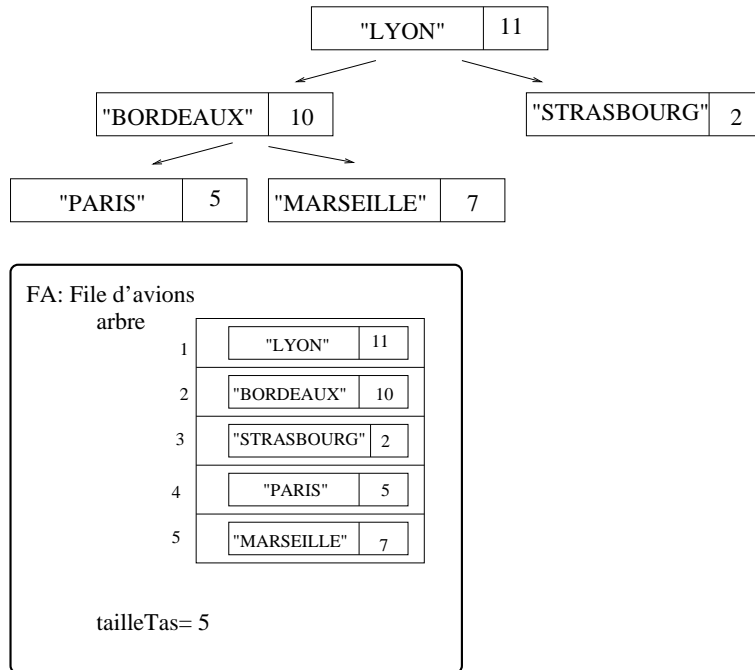 "LYON" 11
"BORDEAUX" 10 "STRASBOURG" 2
"PARIS" 5 "MARSEILLE" 7
FA: File d'avions
arbre
1 "LYON" 11
2 "BORDEAUX" 10
3 "STRASBOURG" 2
4 "PARIS" 5
5 "MARSEILLE" 7
tailleTas= 5